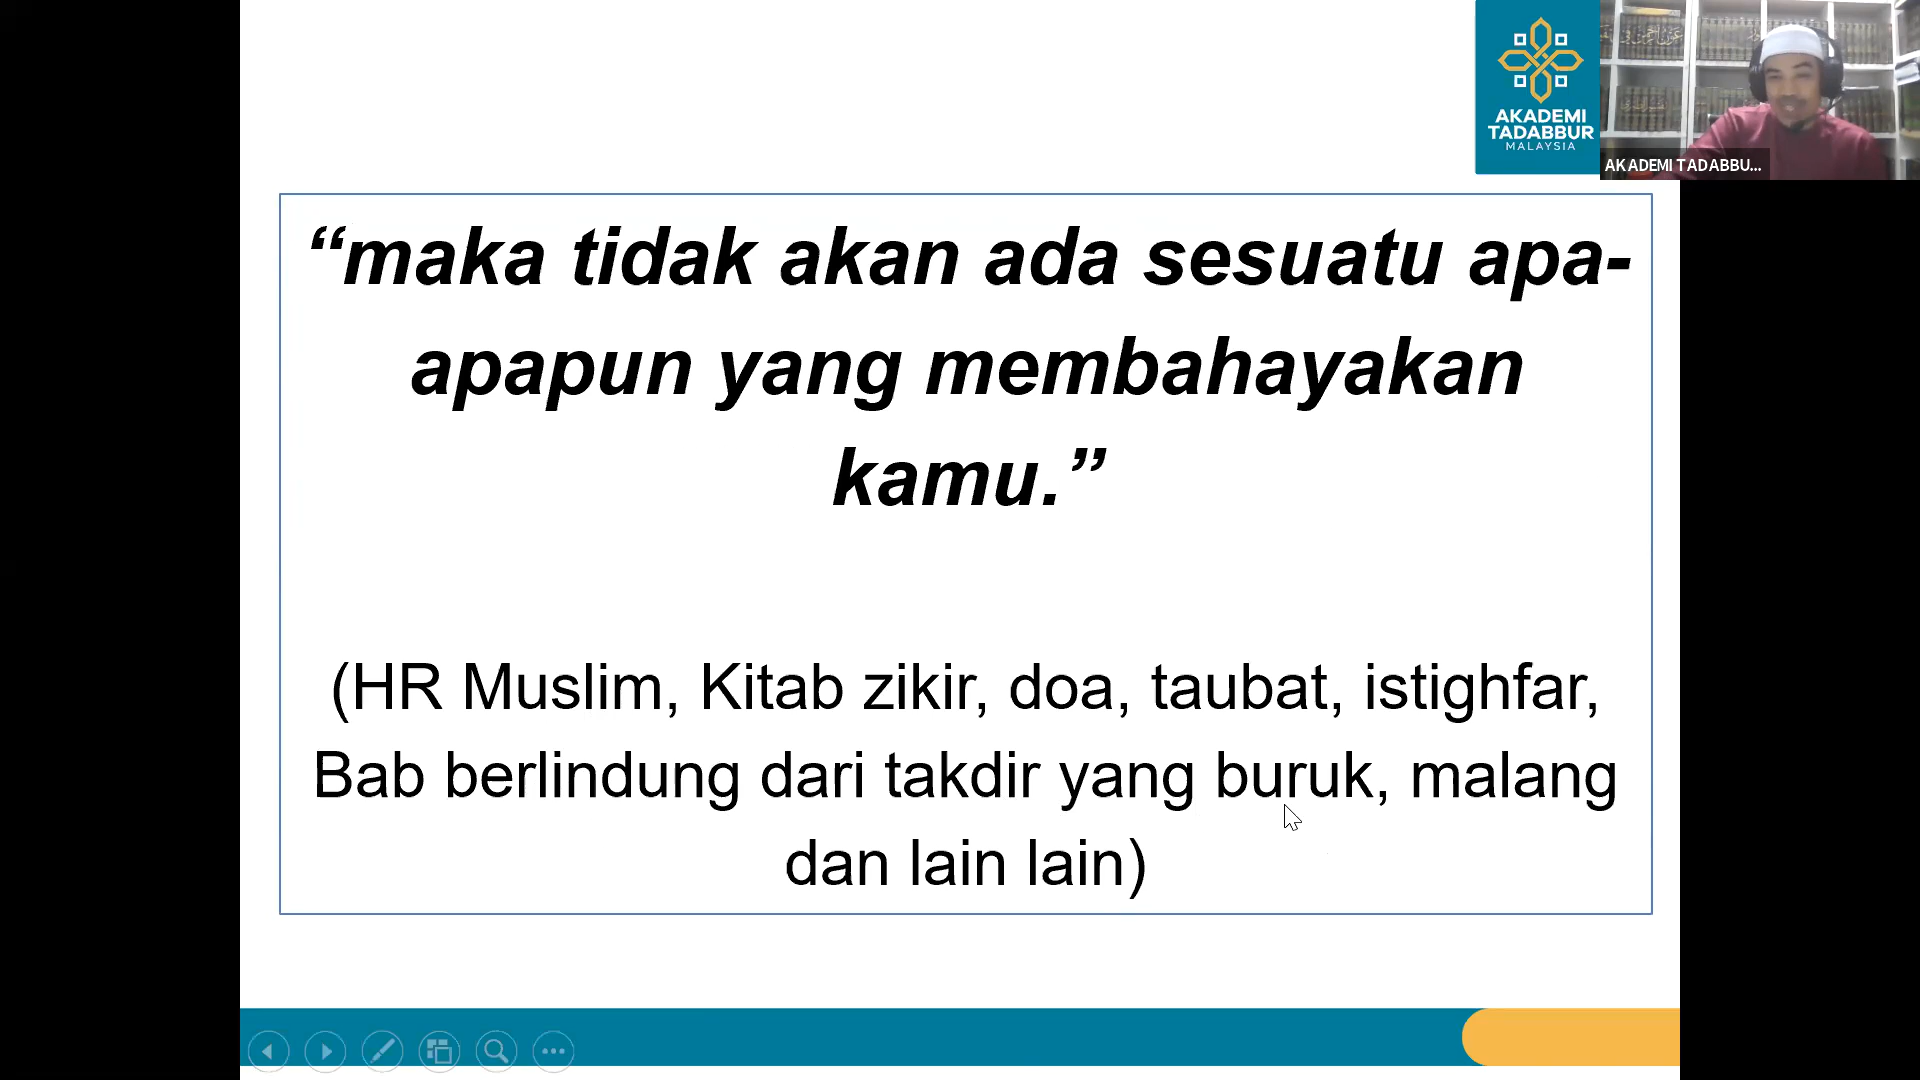 AKADEMI
TADABBUR
MALAYSIA
AKADEMI TADABBU...
“maka tidak akan ada sesuatu apa-
apapun yang membahayakan
kamu.”
(HR Muslim, Kitab zikir, doa, taubat, istighfar,
Bab berlindung dari takdir yang buruk, malang
dan lain lain)